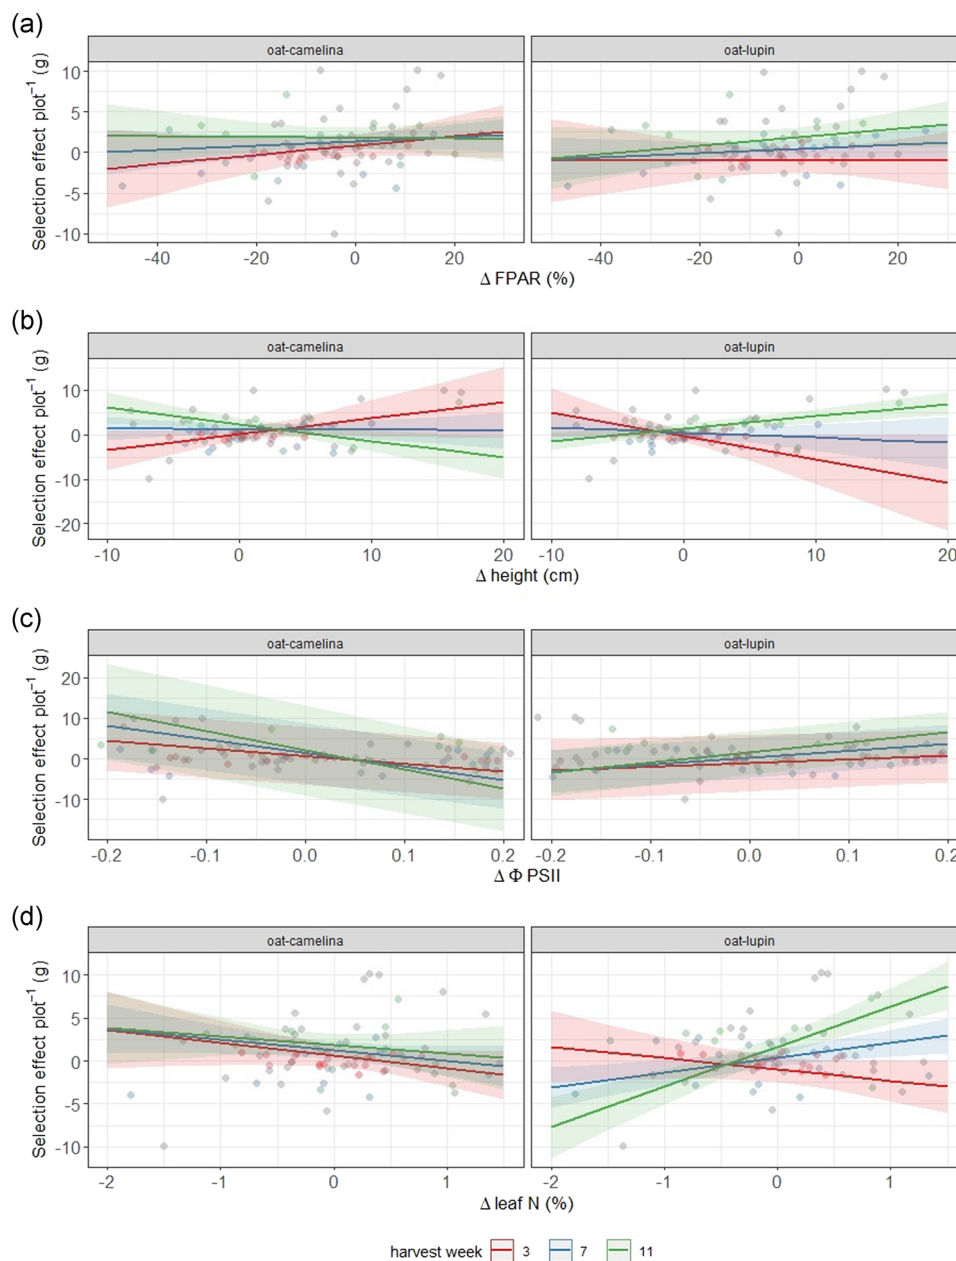 (a)
oat-camelina oat-lupin
Selection effect plot⁻¹ (g)
10
5
0
-5
-10
-40 -20 0 20 -40 -20 0 20
Δ FPAR (%)
(b)
oat-camelina oat-lupin
Selection effect plot⁻¹ (g)
10
0
-10
-20
-10 0 10 20 -10 0 10 20
Δ height (cm)
(c)
oat-camelina oat-lupin
Selection effect plot⁻¹ (g)
20
10
0
-10
-0.2 -0.1 0.0 0.1 0.2 -0.2 -0.1 0.0 0.1 0.2
Δ Φ PSII
(d)
oat-camelina oat-lupin
Selection effect plot⁻¹ (g)
10
5
0
-5
-10
-2 -1 0 1 -2 -1 0 1
Δ leaf N (%)
harvest week 3 7 11